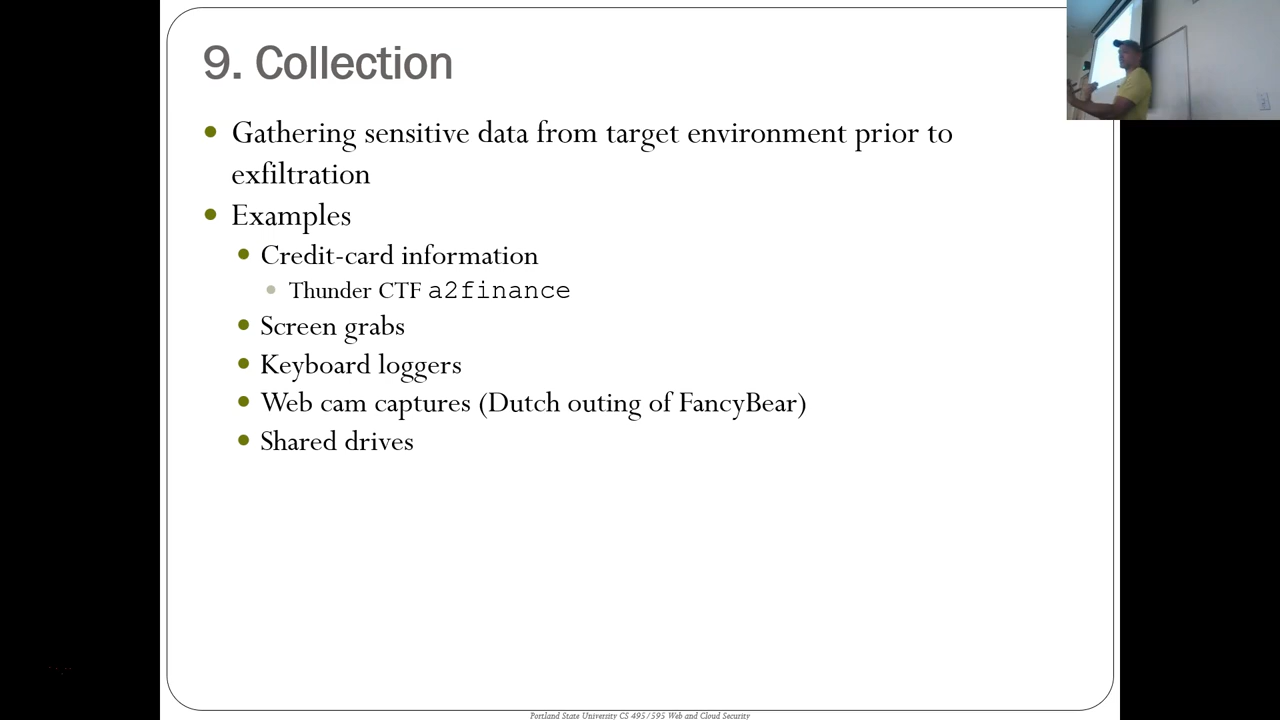 9. Collection
Gathering sensitive data from target environment prior to
exfiltration
Examples
Credit-card information
Thunder CTF a2finance
Screen grabs
Keyboard loggers
Web cam captures (Dutch outing of FancyBear)
Shared drives
Portland State University CS 495/595 Web and Cloud Security